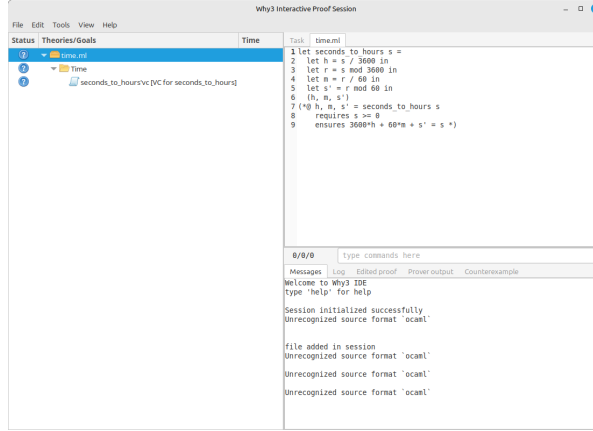 Why3 Interactive Proof Session
File Edit Tools View Help
Status Theories/Goals Time
time.ml
Time
seconds_to_hours'vc [VC for seconds_to_hours]
Task time.ml
1 let seconds_to_hours s =
2 let h = s / 3600 in
3 let r = s mod 3600 in
4 let m = r / 60 in
5 let s' = r mod 60 in
6 (h, m, s')
7 (*@ h, m, s' = seconds_to_hours s
8 requires s >= 0
9 ensures 3600*h + 60*m + s' = s *)
0/0/0 type commands here
Messages Log Edited proof Prover output Counterexample
Welcome to Why3 IDE
type 'help' for help
Session initialized successfully
Unrecognized source format `ocaml`
file added in session
Unrecognized source format `ocaml`
Unrecognized source format `ocaml`
Unrecognized source format `ocaml`